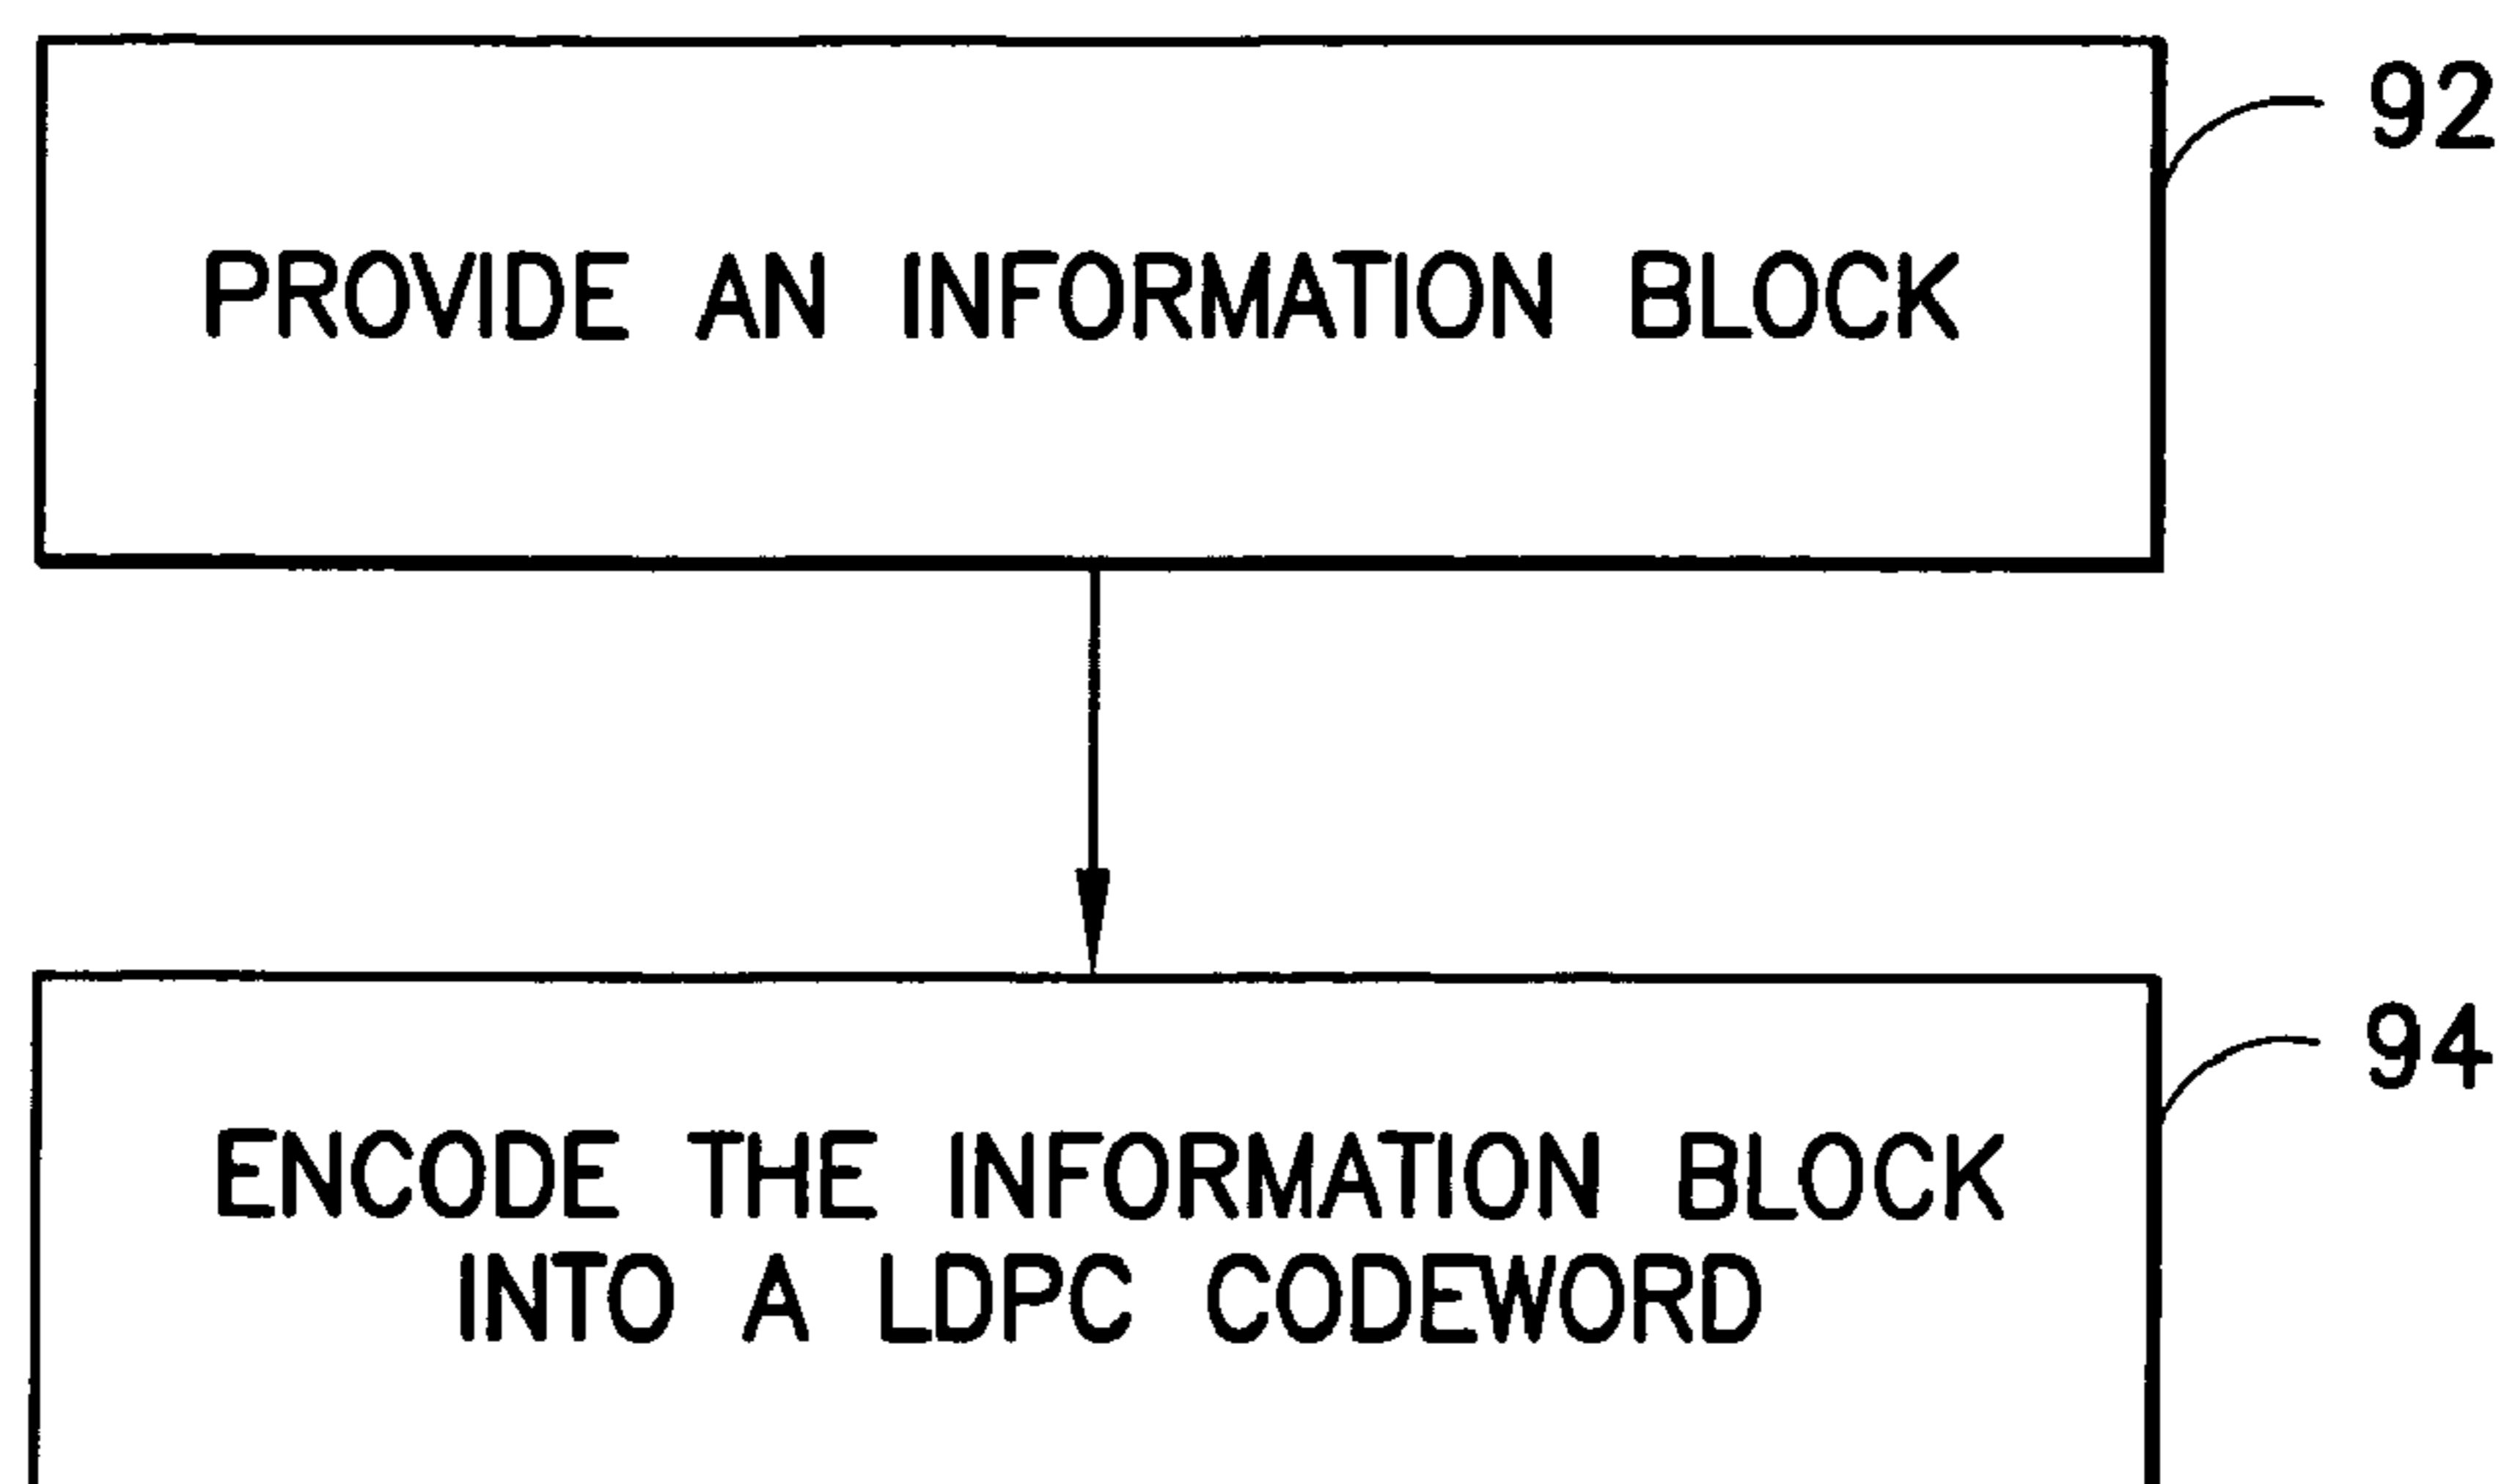 92
PROVIDE AN INFORMATION BLOCK
94
ENCODE THE INFORMATION BLOCK
INTO A LDPC CODEWORD